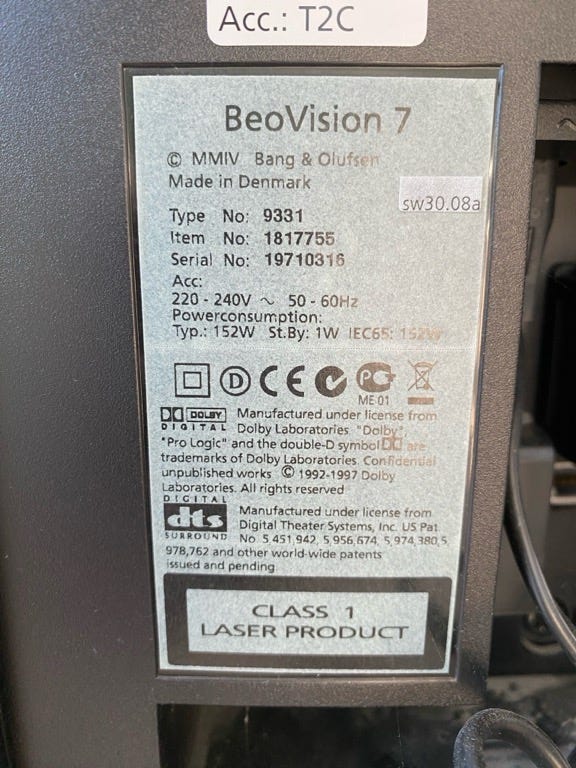 Acc.: T2C
BeoVision 7
© MMIV Bang & Olufsen
Made in Denmark
sw30.08a
Type No: 9331
Item No: 1817755
Serial No: 19710316
Acc:
220 - 240V ~ 50 - 60Hz
Powerconsumption:
Typ.: 152W St.By: 1W IEC65: 152W
D CE PG
ME 01
DOLBY
DIGITAL
Manufactured under license from
Dolby Laboratories. "Dolby",
"Pro Logic" and the double-D symbol are
trademarks of Dolby Laboratories. Confidential
unpublished works © 1992-1997 Dolby
Laboratories. All rights reserved
DIGITAL
dts
SURROUND
Manufactured under license from
Digital Theater Systems, Inc. US Pat.
No. 5,451,942, 5,956,674, 5,974,380,5,
978,762 and other world-wide patents
issued and pending.
CLASS 1
LASER PRODUCT